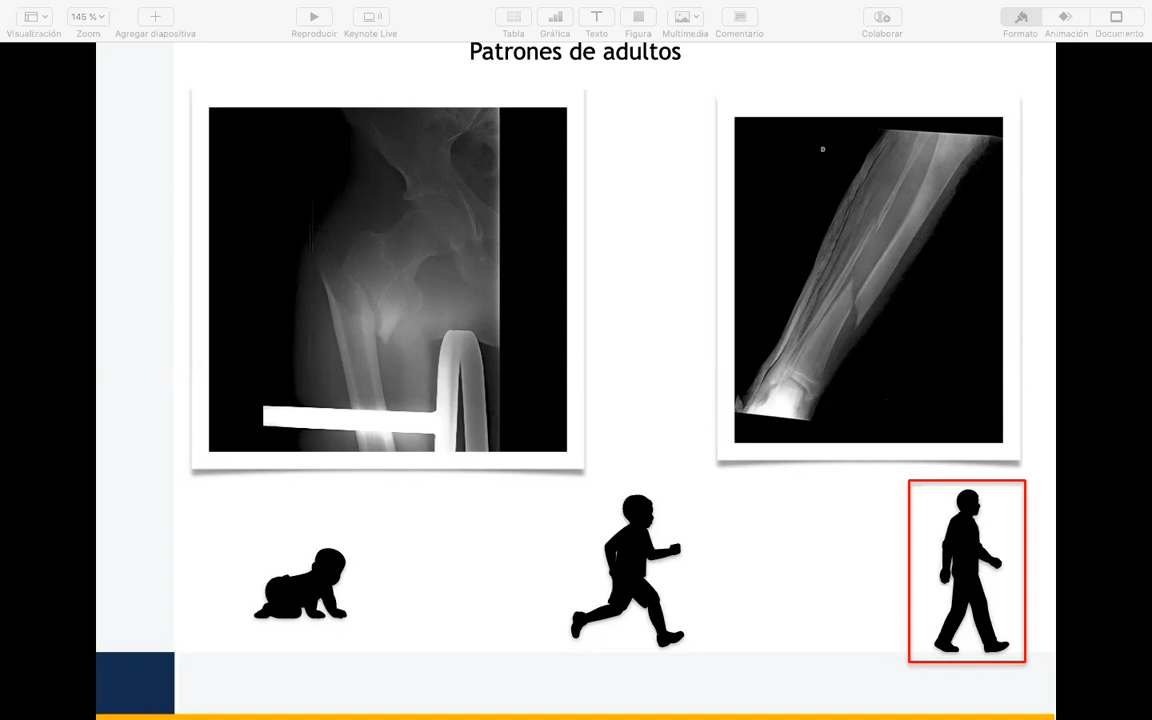 145 %
Visualización
Zoom
Agregar diapositiva
Reproducir
Keynote Live
Tabla
Gráfica
Texto
Figura
Multimedia
Comentario
Colaborar
Formato
Animación
Documento
Patrones de adultos
D